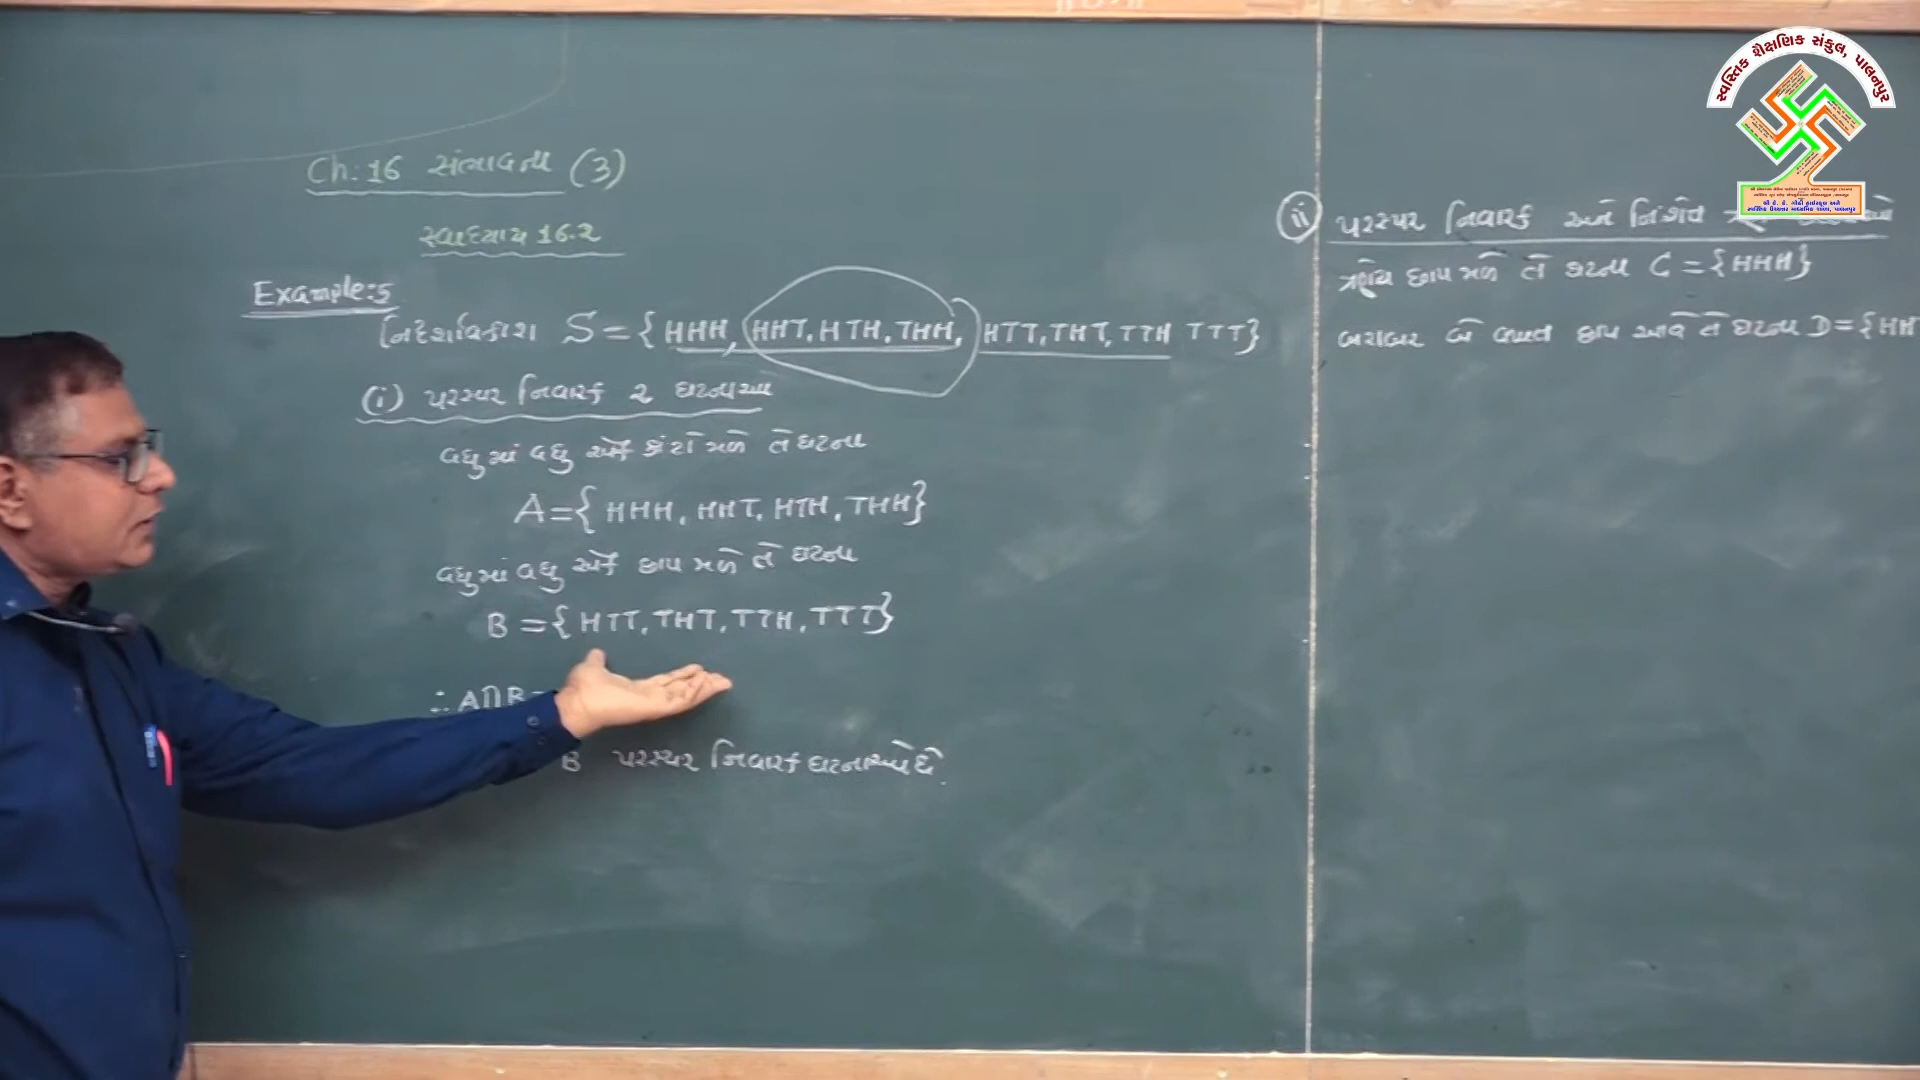 સ્વસ્તિક શૈક્ષણિક સંકુલ, પાલનપુર
Ch: 16 સંભાવના (3)
સ્વાધ્યાય 16.2
Example: 5
નિદર્શાવકાશ S = { HHH, HHT, HTH, THH, HTT, THT, TTH TTT}
(i) પરસ્પર નિવારક 2 ઘટનાઓ
વધુમાં વધુ એક કાંટો મળે તે ઘટના
A = { HHH, HHT, HTH, THH}
વધુમાં વધુ એક છાપ મળે તે ઘટના
B = { HTT, THT, TTH, TTT}
∴ A∩B =
B પરસ્પર નિવારક ઘટનાઓ છે.
(ii) પરસ્પર નિવારક અને નિઃશેષ
ત્રણેય છાપ મળે તે ઘટના C = {HHH}
બરાબર બે વખત છાપ આવે તે ઘટના D = {HH